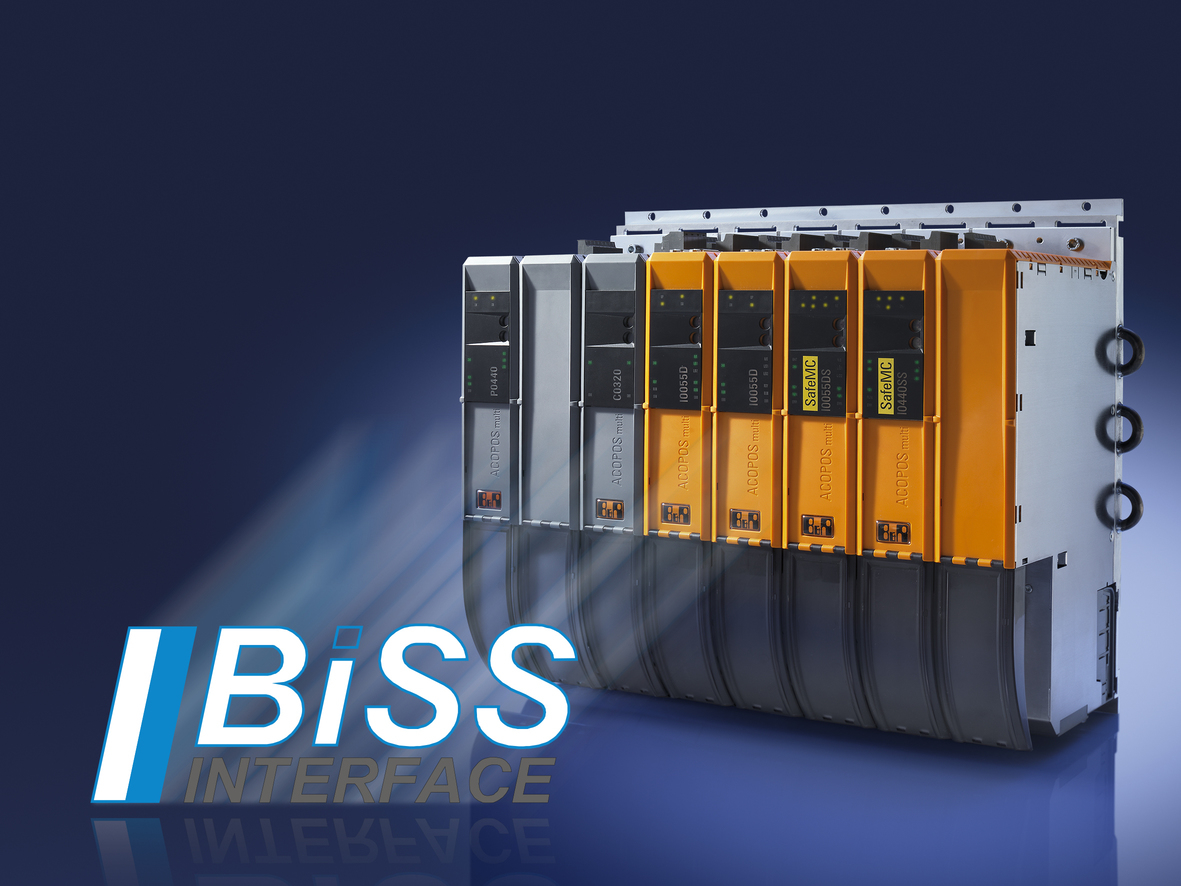 P0440
C0320
I0055D
I0055D
SafeMC
I0055DS
SafeMC
I0440SS
ACOPOS multi
ACOPOS multi
ACOPOS multi
ACOPOS multi
ACOPOS multi
ACOPOS multi
B&R
B&R
B&R
B&R
B&R
B&R
BiSS
INTERFACE